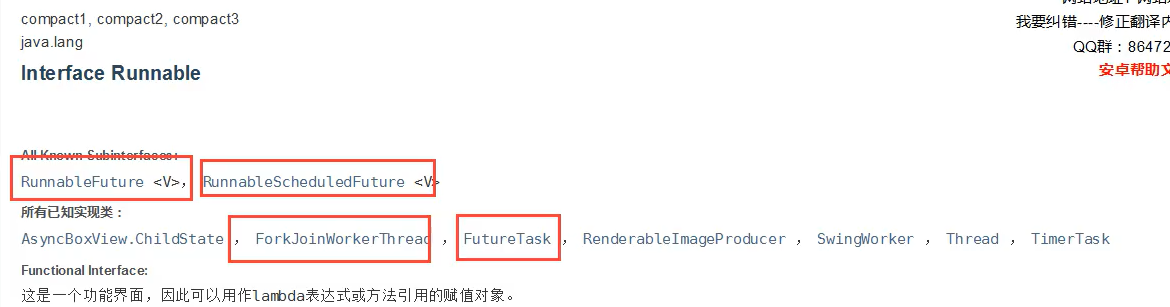 compact1, compact2, compact3
我要纠错----修正翻译内
java.lang
QQ群：86472
Interface Runnable
安卓帮助文
All Known Subinterfaces:
RunnableFuture <V>， RunnableScheduledFuture <V>
所有已知实现类：
AsyncBoxView.ChildState ， ForkJoinWorkerThread ， FutureTask ， RenderableImageProducer ， SwingWorker ， Thread ， TimerTask
Functional Interface:
这是一个功能界面，因此可以用作lambda表达式或方法引用的赋值对象。